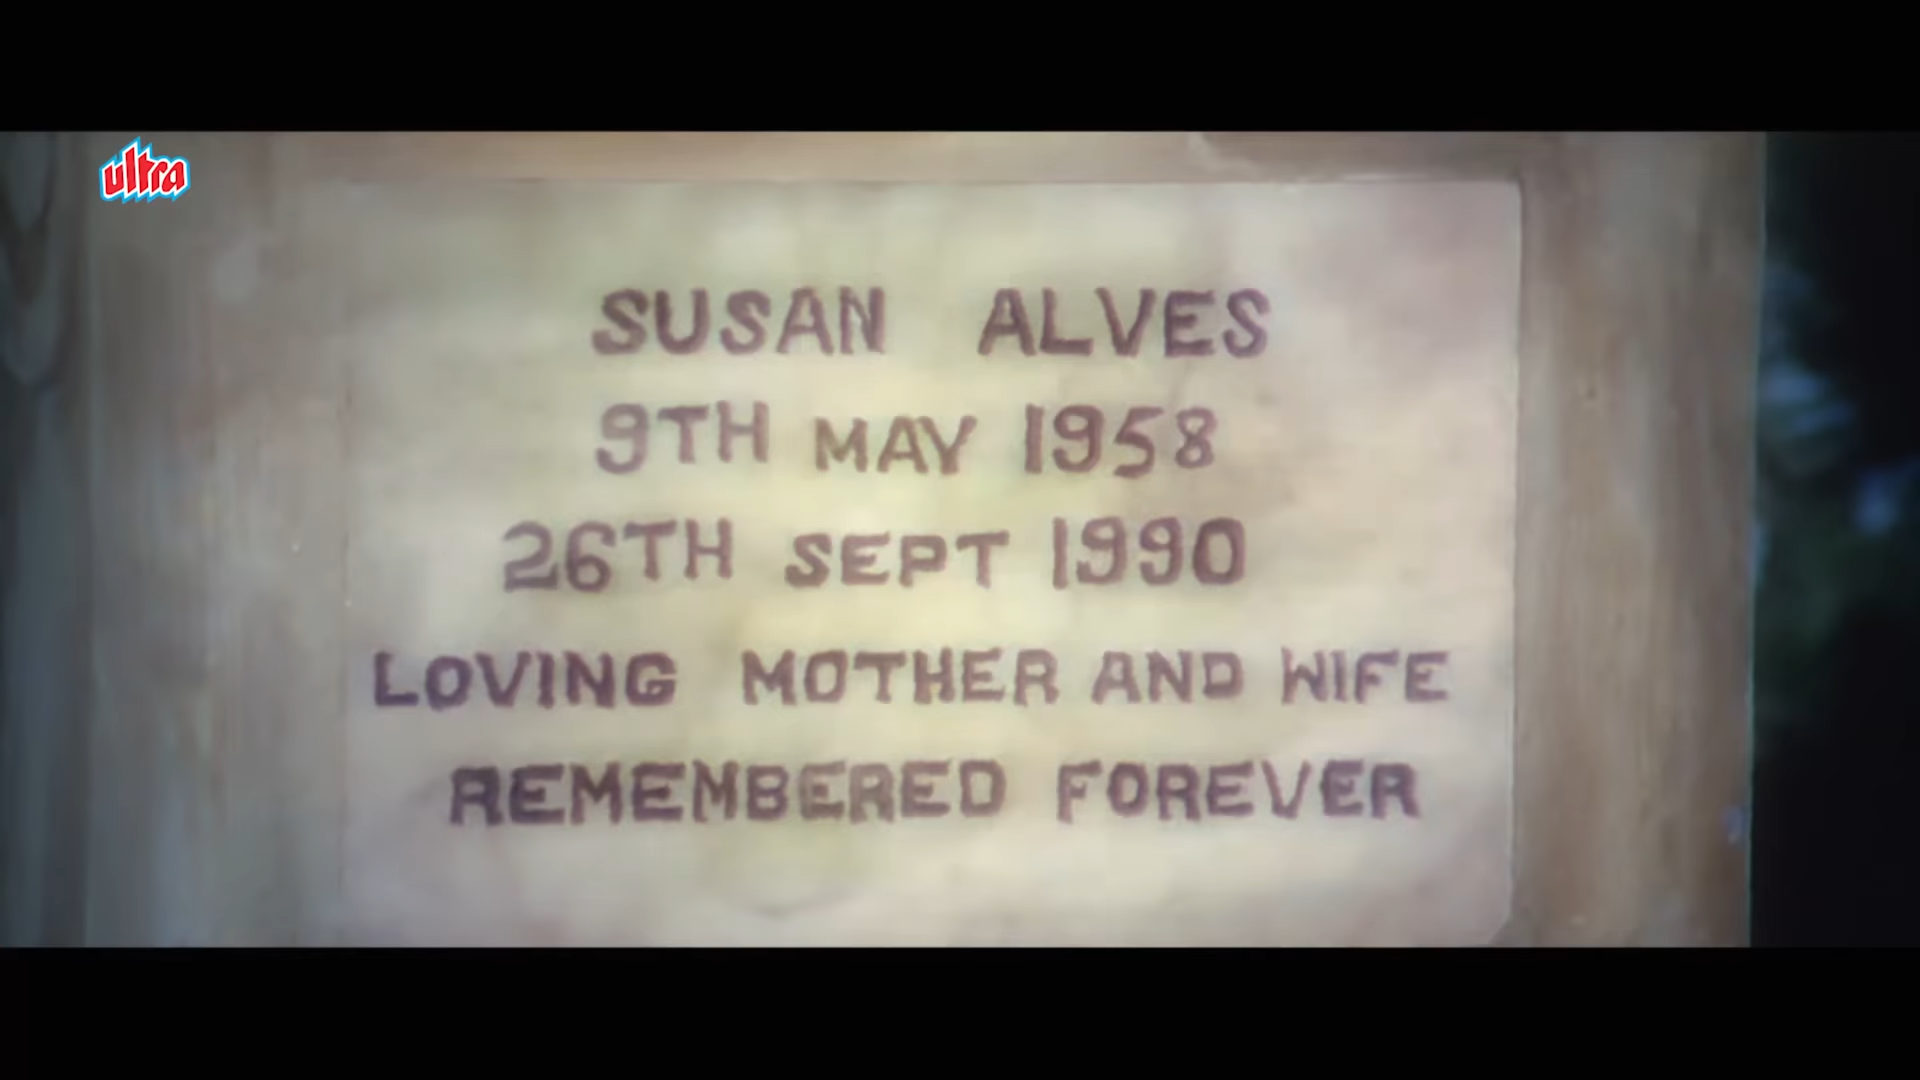 ultra
SUSAN ALVES
9TH MAY 1958
26TH SEPT 1990
LOVING MOTHER AND WIFE
REMEMBERED FOREVER